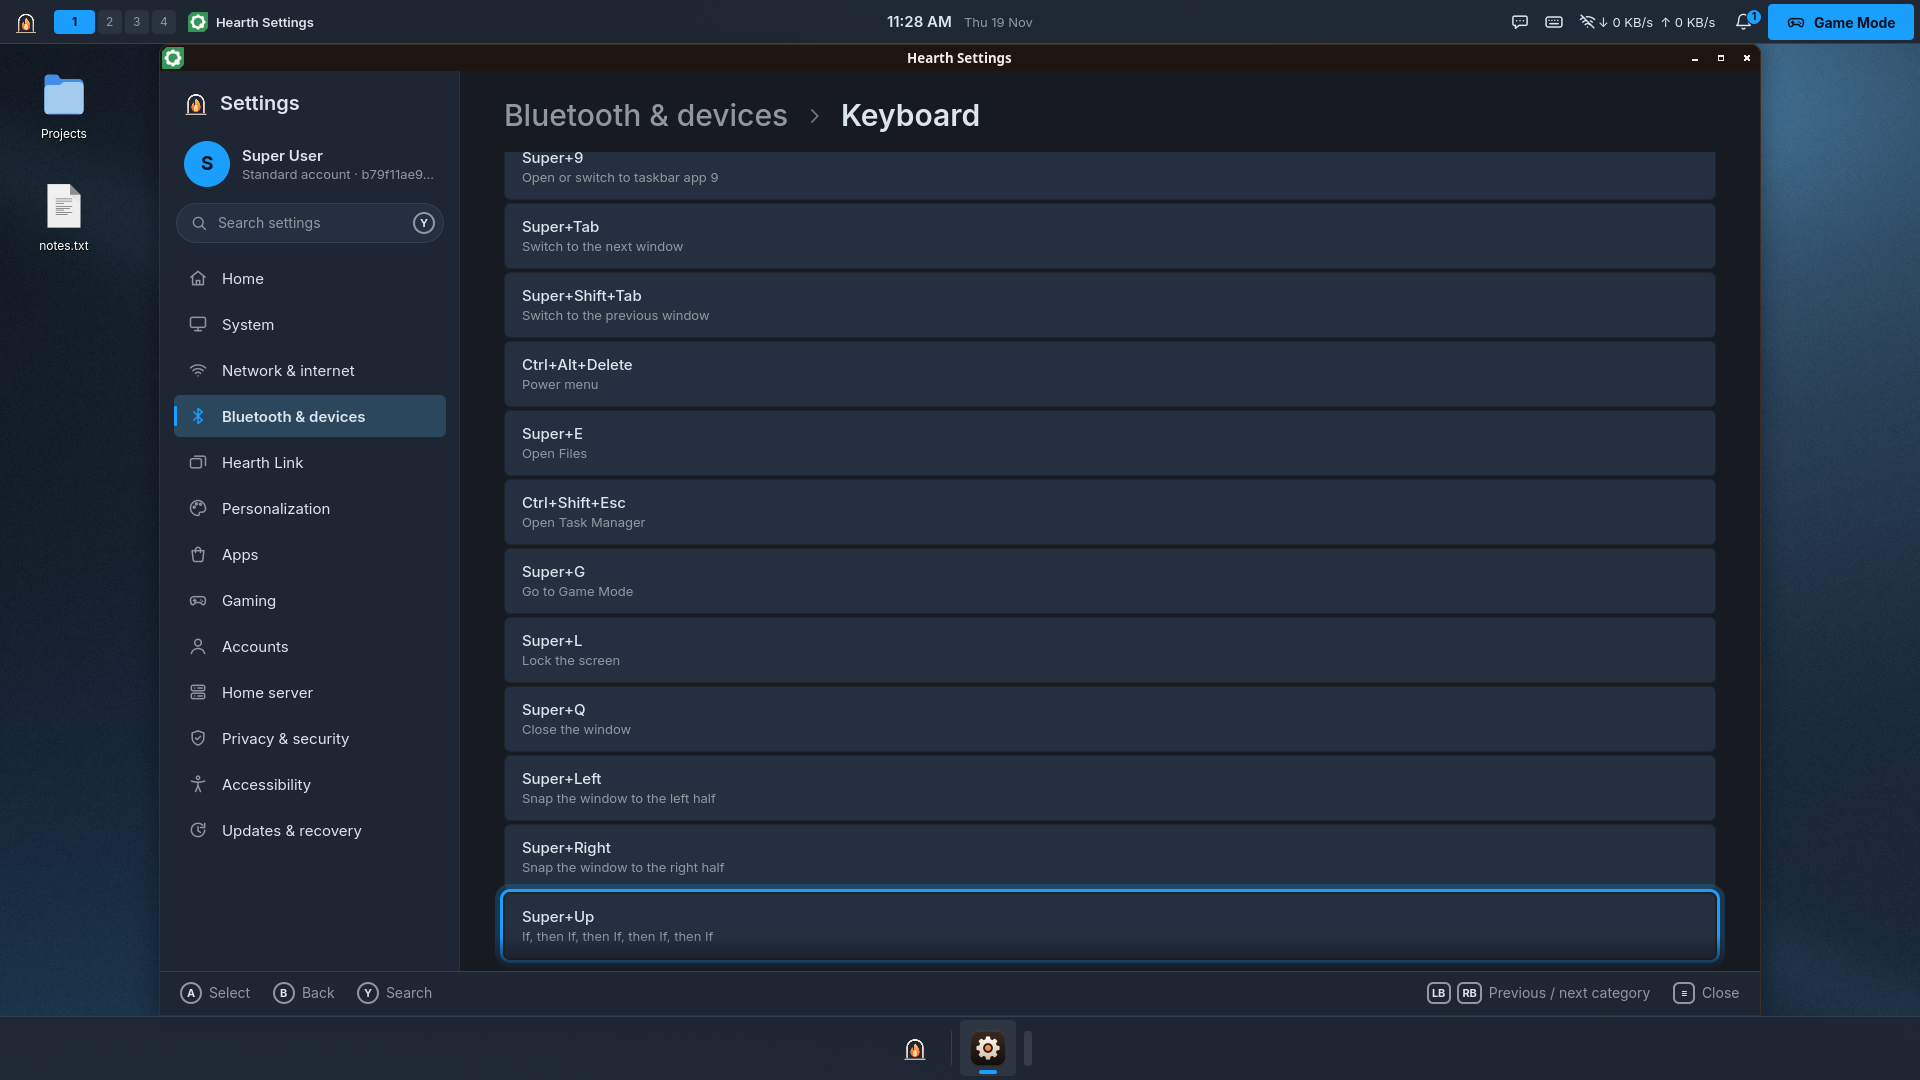 1 2 3 4 Hearth Settings
11:28 AM Thu 19 Nov
↓ 0 KB/s ↑ 0 KB/s
1
Game Mode
Hearth Settings
Projects
notes.txt
Settings
S
Super User
Standard account · b79f11ae9...
Search settings Y
Home
System
Network & internet
Bluetooth & devices
Hearth Link
Personalization
Apps
Gaming
Accounts
Home server
Privacy & security
Accessibility
Updates & recovery
Bluetooth & devices > Keyboard
Super+9
Open or switch to taskbar app 9
Super+Tab
Switch to the next window
Super+Shift+Tab
Switch to the previous window
Ctrl+Alt+Delete
Power menu
Super+E
Open Files
Ctrl+Shift+Esc
Open Task Manager
Super+G
Go to Game Mode
Super+L
Lock the screen
Super+Q
Close the window
Super+Left
Snap the window to the left half
Super+Right
Snap the window to the right half
Super+Up
If, then If, then If, then If, then If
A Select B Back Y Search
LB RB Previous / next category ≡ Close